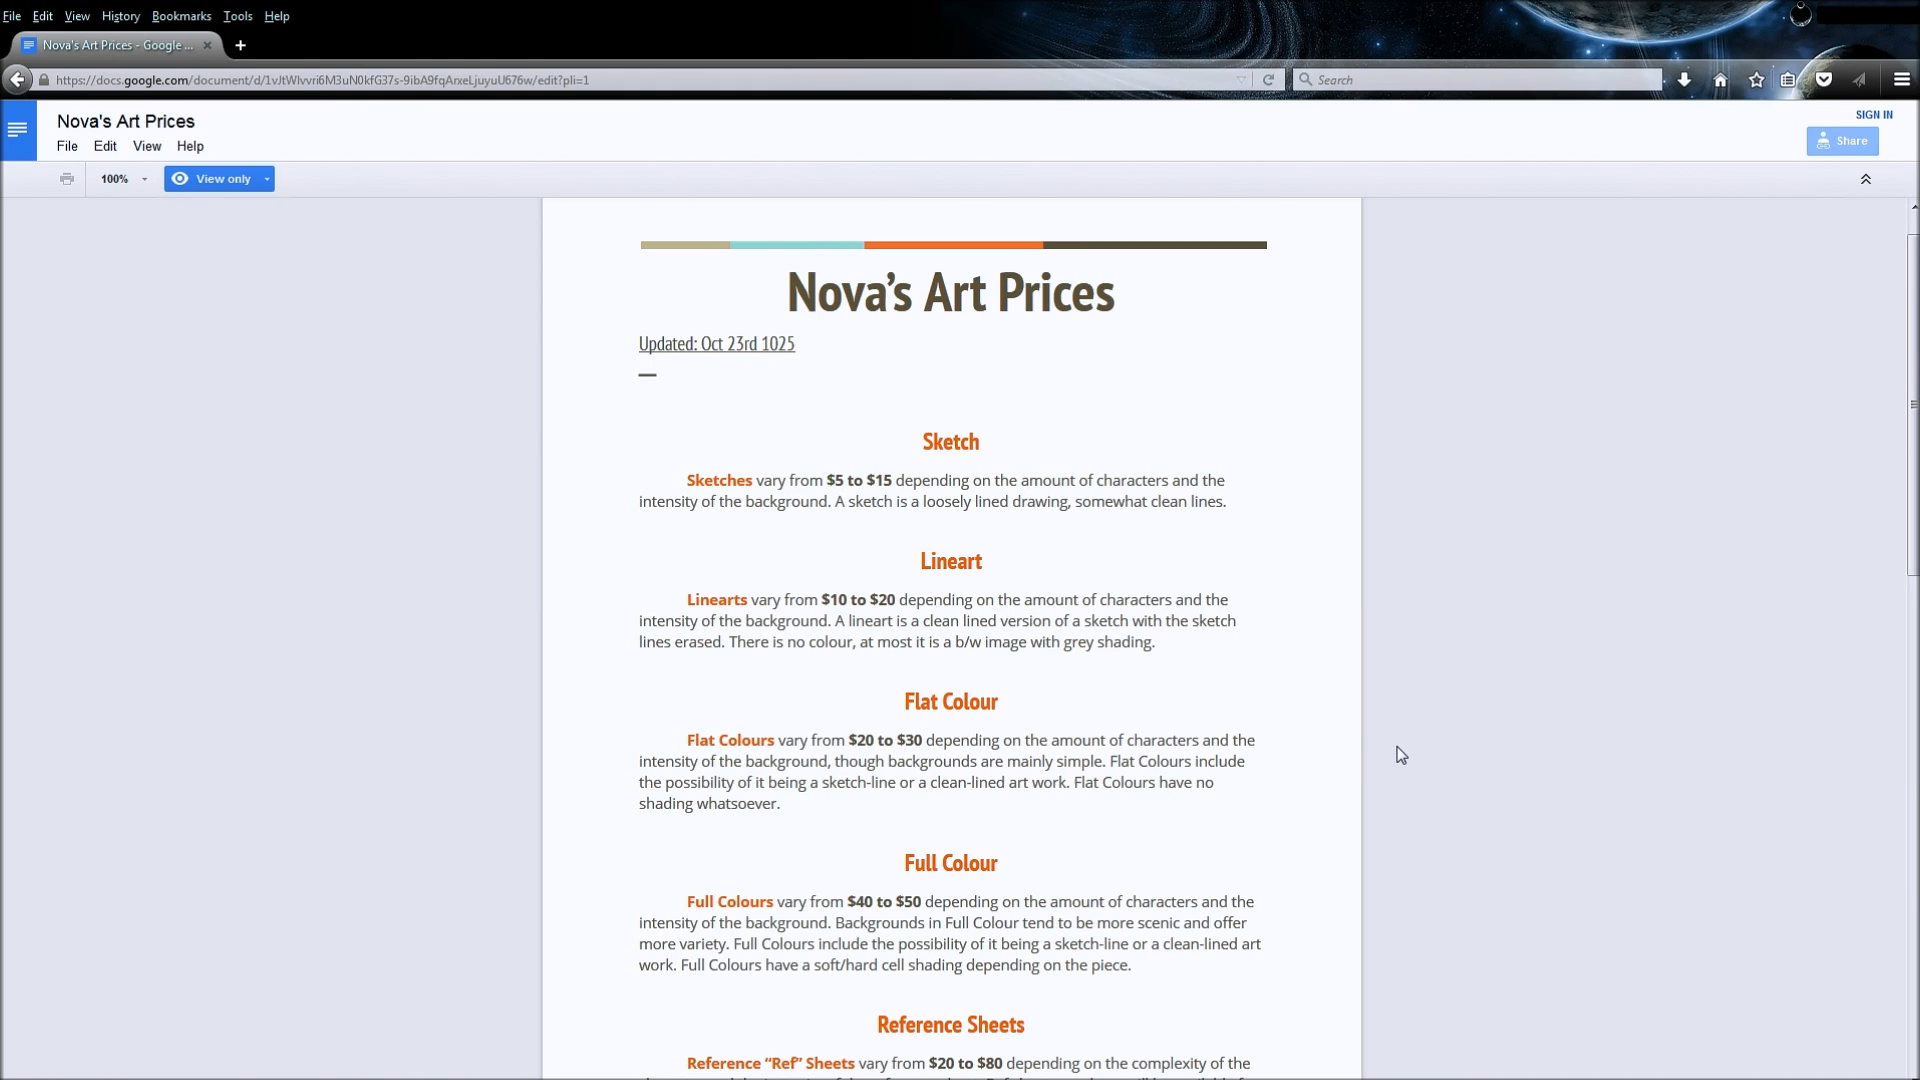 File Edit View History Bookmarks Tools Help
Nova's Art Prices - Google ...
Search
Nova's Art Prices
SIGN IN
File Edit View Help
Share
100% View only
Nova's Art Prices
Updated: Oct 23rd 1025
Sketch
Sketches vary from $5 to $15 depending on the amount of characters and the
intensity of the background. A sketch is a loosely lined drawing, somewhat clean lines.
Lineart
Linearts vary from $10 to $20 depending on the amount of characters and the
intensity of the background. A lineart is a clean lined version of a sketch with the sketch
lines erased. There is no colour, at most it is a b/w image with grey shading.
Flat Colour
Flat Colours vary from $20 to $30 depending on the amount of characters and the
intensity of the background, though backgrounds are mainly simple. Flat Colours include
the possibility of it being a sketch-line or a clean-lined art work. Flat Colours have no
shading whatsoever.
Full Colour
Full Colours vary from $40 to $50 depending on the amount of characters and the
intensity of the background. Backgrounds in Full Colour tend to be more scenic and offer
more variety. Full Colours include the possibility of it being a sketch-line or a clean-lined art
work. Full Colours have a soft/hard cell shading depending on the piece.
Reference Sheets
Reference “Ref” Sheets vary from $20 to $80 depending on the complexity of the